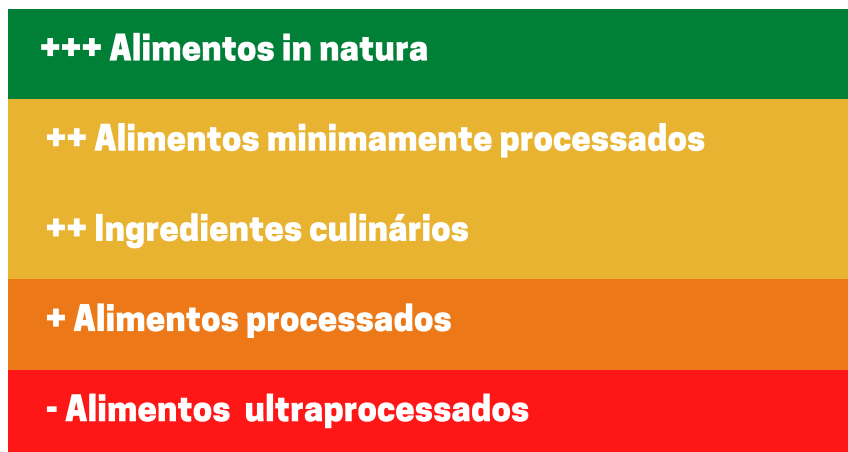 +++ Alimentos in natura
++ Alimentos minimamente processados
++ Ingredientes culinários
+ Alimentos processados
- Alimentos ultraprocessados